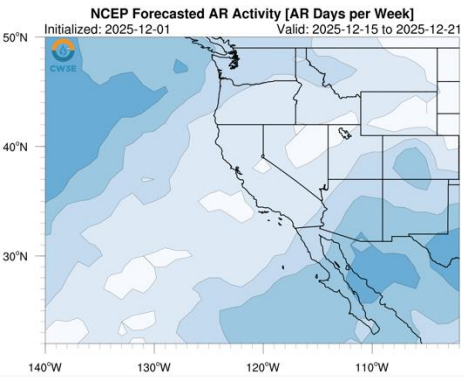 NCEP Forecasted AR Activity [AR Days per Week]
Initialized: 2025-12-01 Valid: 2025-12-15 to 2025-12-21
50°N
CW3E
40°N
30°N
140°W 130°W 120°W 110°W